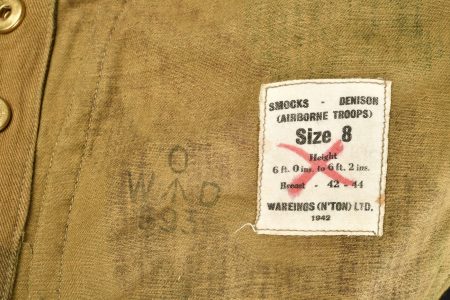 O
W D
SMOCKS - DENISON
(AIRBORNE TROOPS)
Size 8
Height
6 ft. 0 ins. to 6 ft. 2 ins.
Breast - 42 - 44
WAREINGS (N'TON) LTD.
1942